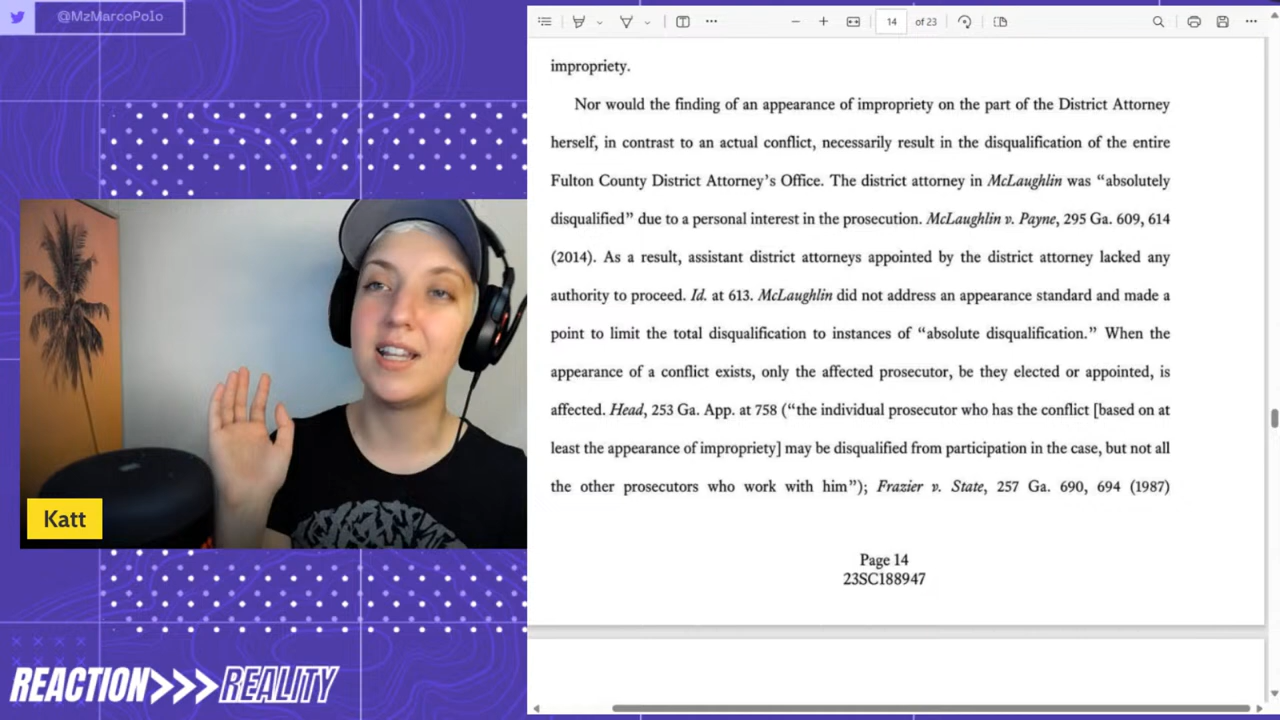 @MzMarcoPolo
14 of 23
impropriety.
Nor would the finding of an appearance of impropriety on the part of the District Attorney
herself, in contrast to an actual conflict, necessarily result in the disqualification of the entire
Fulton County District Attorney’s Office. The district attorney in McLaughlin was “absolutely
disqualified” due to a personal interest in the prosecution. McLaughlin v. Payne, 295 Ga. 609, 614
(2014). As a result, assistant district attorneys appointed by the district attorney lacked any
authority to proceed. Id. at 613. McLaughlin did not address an appearance standard and made a
point to limit the total disqualification to instances of “absolute disqualification.” When the
appearance of a conflict exists, only the affected prosecutor, be they elected or appointed, is
affected. Head, 253 Ga. App. at 758 (“the individual prosecutor who has the conflict [based on at
least the appearance of impropriety] may be disqualified from participation in the case, but not all
the other prosecutors who work with him”); Frazier v. State, 257 Ga. 690, 694 (1987)
Page 14
23SC188947
Katt
REACTION>>>REALITY